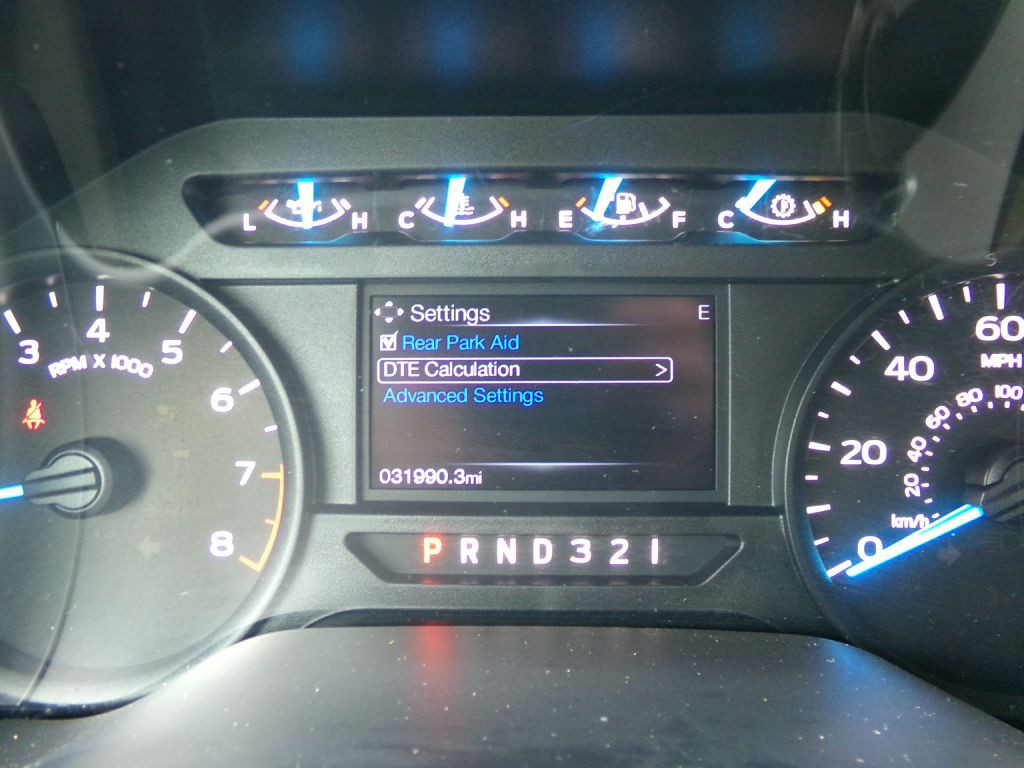 L H C H E F C H
Settings E
Rear Park Aid
DTE Calculation >
Advanced Settings
031990.3mi
P R N D 3 2 1
3 4 5 6 7 8
RPM X 1000
0 20 40 60
MPH
km/h 20 40 60 80 100